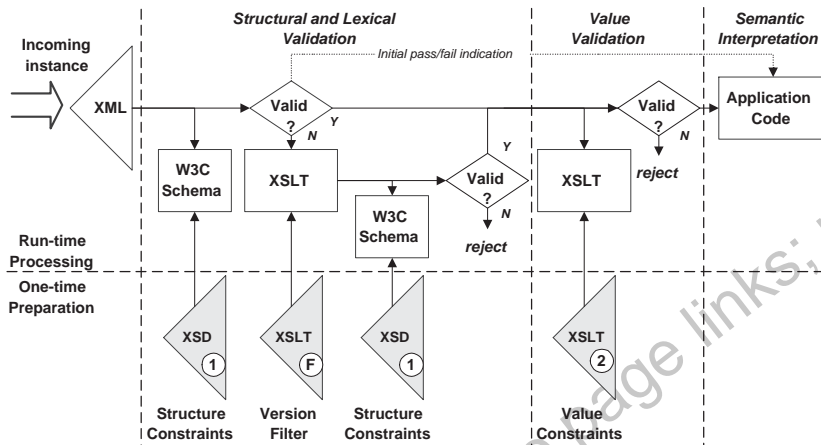 Structural and Lexical
Validation
Value
Validation
Semantic
Interpretation
Incoming
instance
Initial pass/fail indication
XML
Valid
?
Y
N
Valid
?
N
Application
Code
W3C
Schema
XSLT
Y
Valid
?
N
XSLT
reject
W3C
Schema
reject
Run-time
Processing
One-time
Preparation
XSD
1
XSLT
F
XSD
1
XSLT
2
Structure
Constraints
Version
Filter
Structure
Constraints
Value
Constraints
page links;